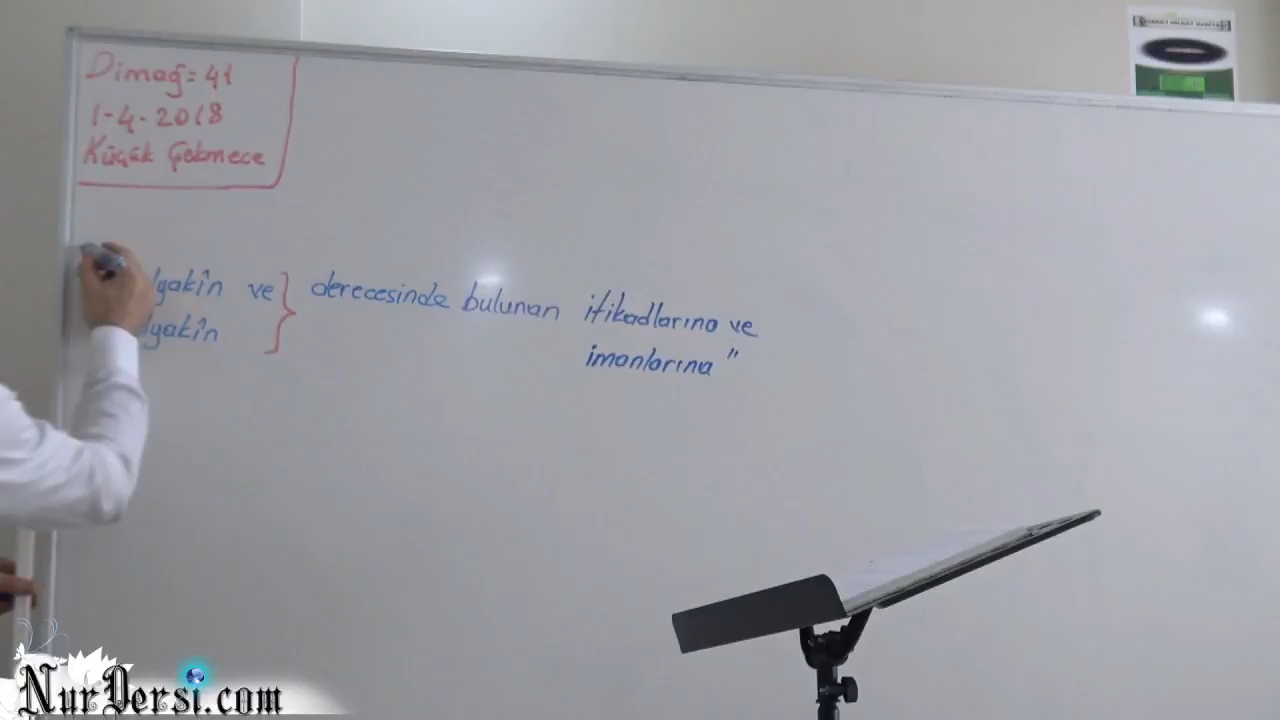 Dimağ=41
1-4-2018
Küçük Çekmece
lyakîn ve
lyakîn
derecesinde bulunan itikadlarına ve
imanlarına"
NurDersi.com